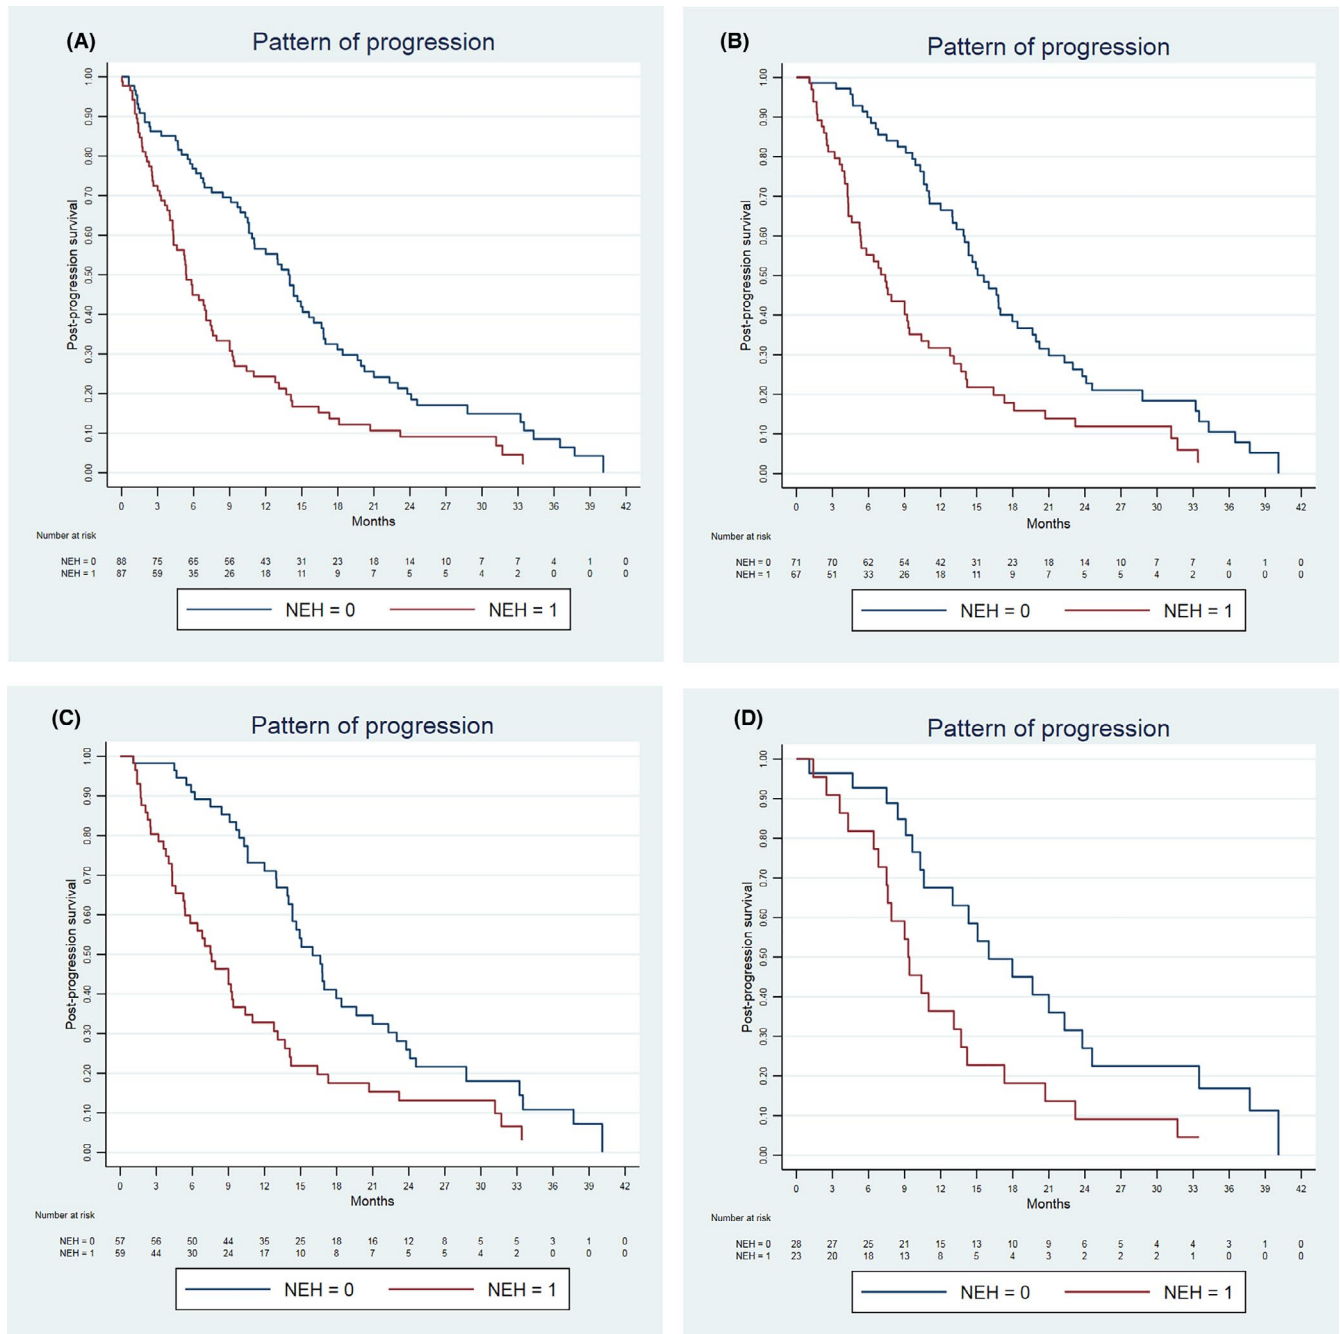 (A)
Pattern of progression
Post-progression survival
1.00
0.90
0.80
0.70
0.60
0.50
0.40
0.30
0.20
0.10
0.00
0 3 6 9 12 15 18 21 24 27 30 33 36 39 42
Months
Number at risk
NEH = 0 88 75 65 56 43 31 23 18 14 10 7 7 4 1 0
NEH = 1 87 59 35 26 18 11 9 7 5 5 4 2 0 0 0
NEH = 0 NEH = 1
(B)
Pattern of progression
Post-progression survival
1.00
0.90
0.80
0.70
0.60
0.50
0.40
0.30
0.20
0.10
0.00
0 3 6 9 12 15 18 21 24 27 30 33 36 39 42
Months
Number at risk
NEH = 0 71 70 62 54 42 31 23 18 14 10 7 7 4 1 0
NEH = 1 67 51 33 26 18 11 9 7 5 5 4 2 0 0 0
NEH = 0 NEH = 1
(C)
Pattern of progression
Post-progression survival
1.00
0.90
0.80
0.70
0.60
0.50
0.40
0.30
0.20
0.10
0.00
0 3 6 9 12 15 18 21 24 27 30 33 36 39 42
Months
Number at risk
NEH = 0 57 56 50 44 35 25 18 16 12 8 5 5 3 1 0
NEH = 1 59 44 30 24 17 10 8 7 5 5 4 2 0 0 0
NEH = 0 NEH = 1
(D)
Pattern of progression
Post-progression survival
1.00
0.90
0.80
0.70
0.60
0.50
0.40
0.30
0.20
0.10
0.00
0 3 6 9 12 15 18 21 24 27 30 33 36 39 42
Months
Number at risk
NEH = 0 28 27 25 21 15 13 10 9 6 5 4 4 3 1 0
NEH = 1 23 20 18 13 8 5 4 3 2 2 2 1 0 0 0
NEH = 0 NEH = 1